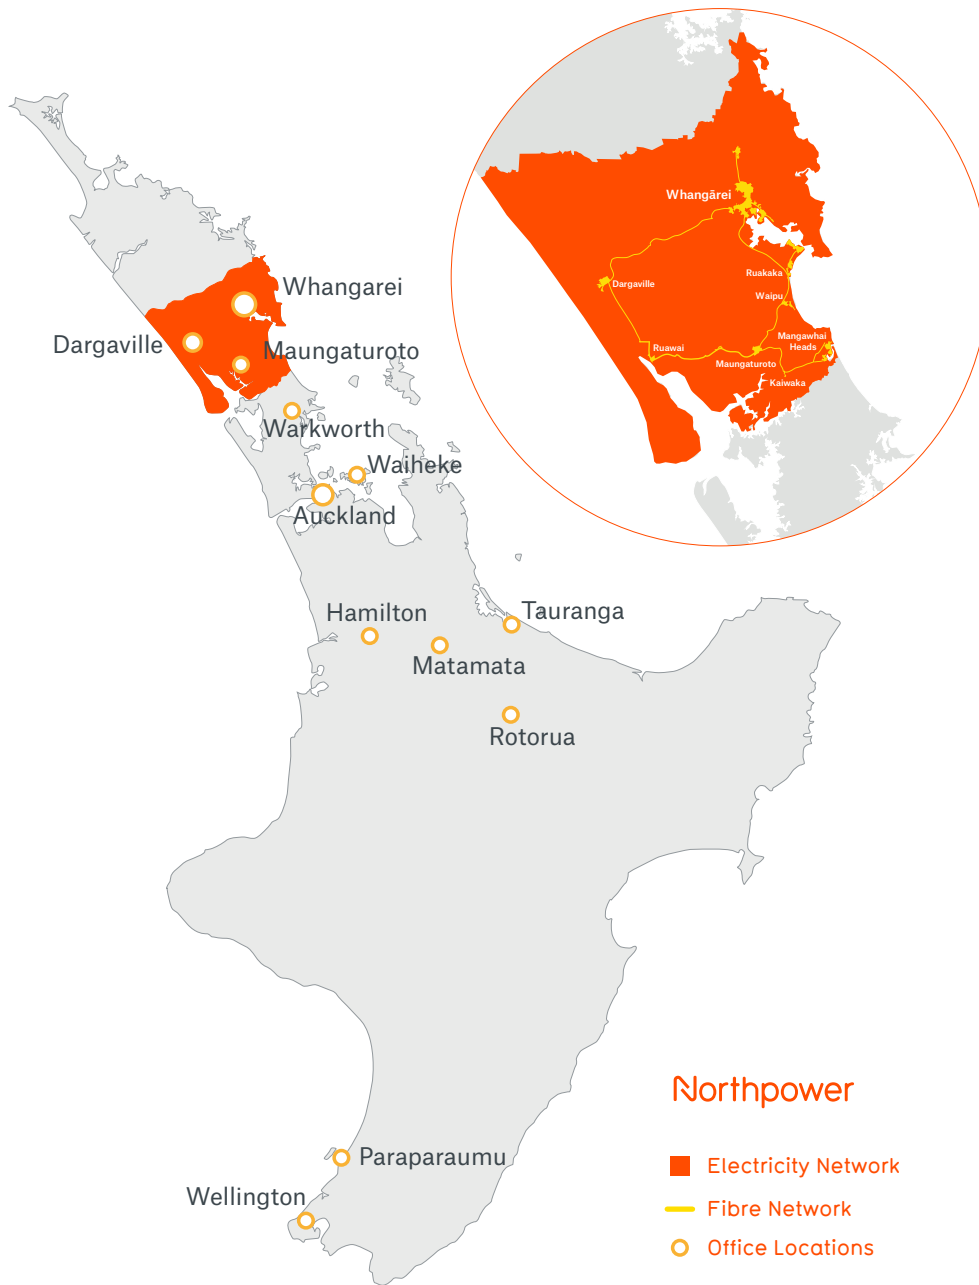 Whangarei
Dargaville
Maungaturoto
Warkworth
Waiheke
Auckland
Hamilton
Tauranga
Matamata
Rotorua
Paraparaumu
Wellington
Whangārei
Dargaville
Ruakaka
Waipu
Mangawhai
Heads
Ruawai
Maungaturoto
Kaiwaka
Northpower
Electricity Network
Fibre Network
Office Locations